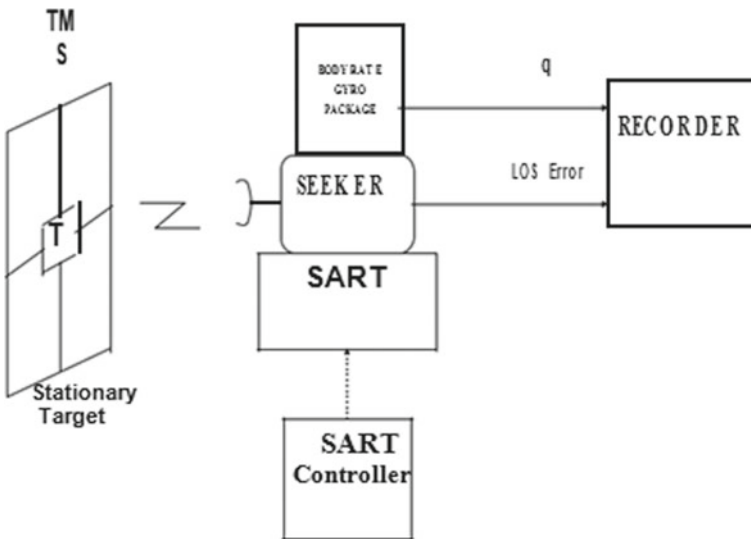 TM
S
BODY RATE
GYRO
PACKAGE
q
RECORDER
LOS Error
SEEKER
T
SART
Stationary
Target
SART
Controller